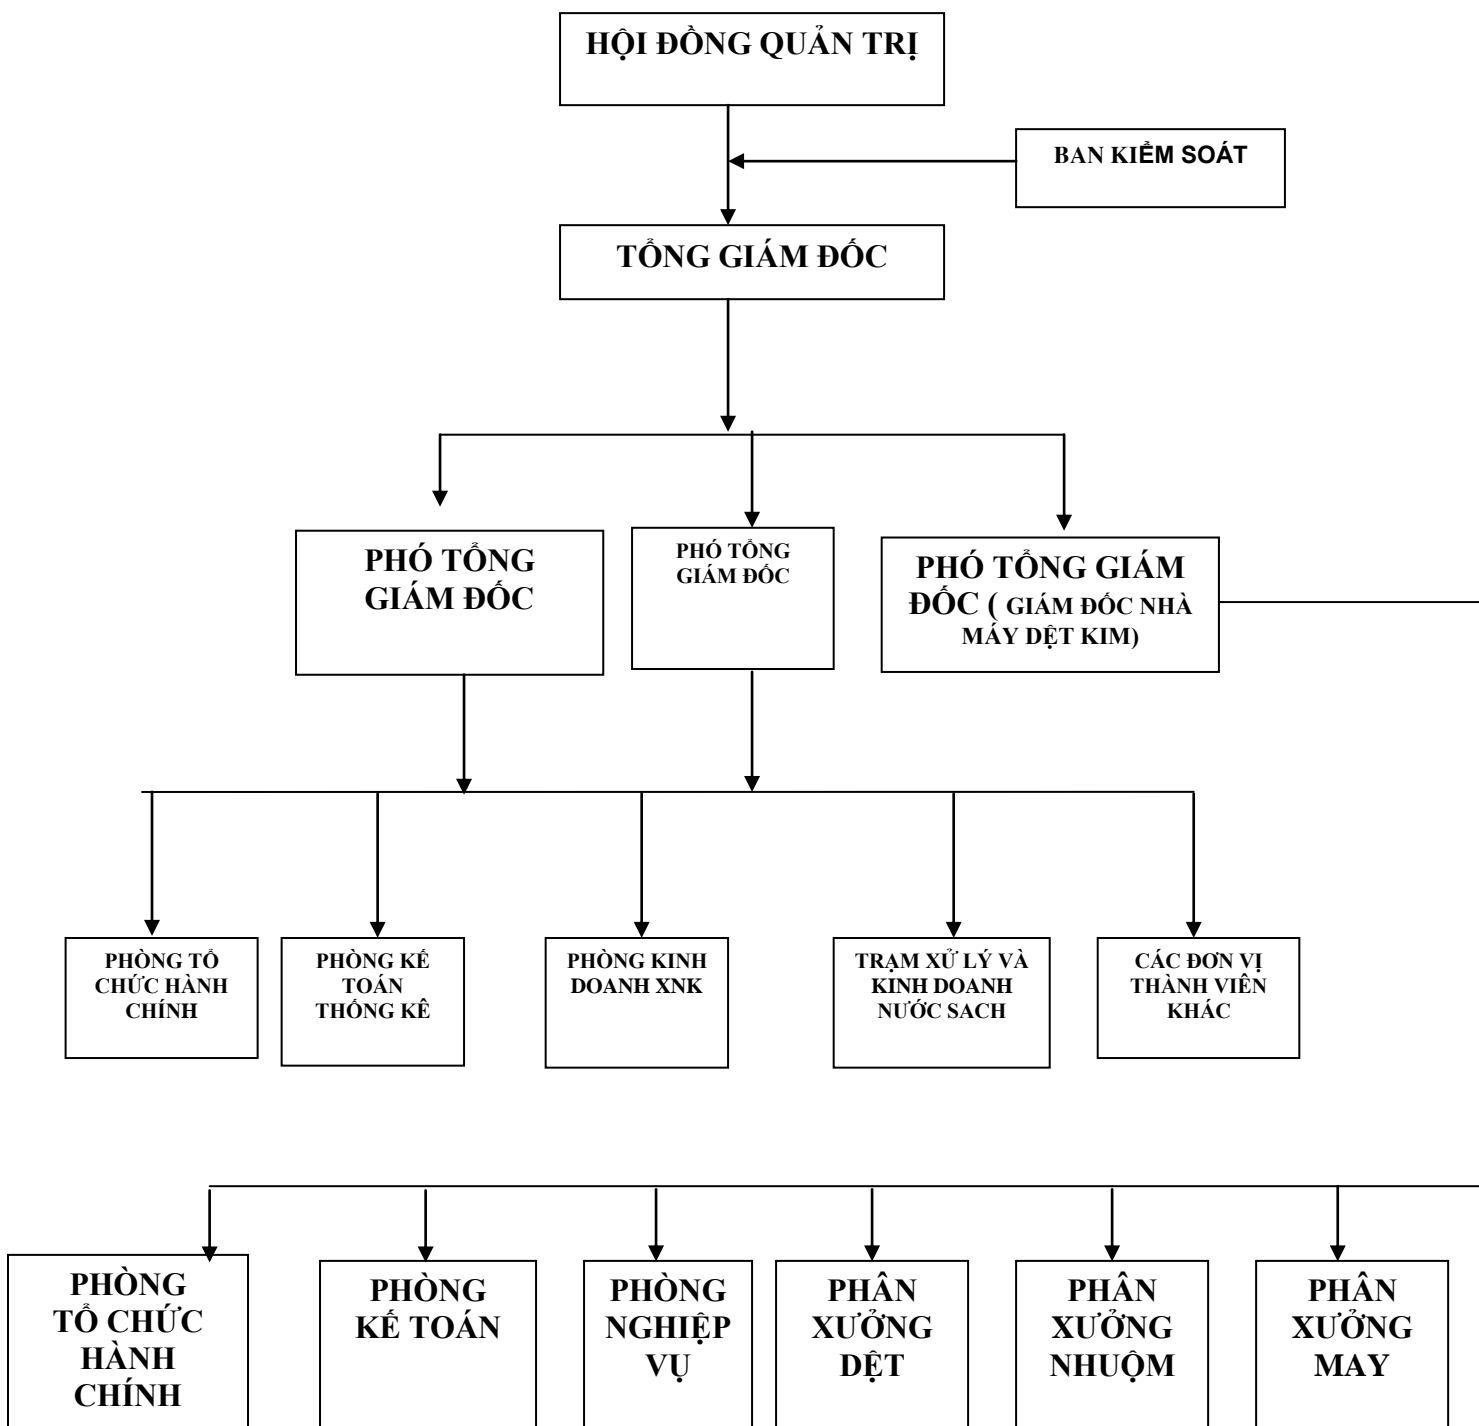 HỘI ĐỒNG QUẢN TRỊ
BAN KIỂM SOÁT
TỔNG GIÁM ĐỐC
PHÓ TỔNG
GIÁM ĐỐC
PHÓ TỔNG
GIÁM ĐỐC
PHÓ TỔNG GIÁM
ĐỐC ( GIÁM ĐỐC NHÀ
MÁY DỆT KIM)
PHÒNG TỔ
CHỨC HÀNH
CHÍNH
PHÒNG KẾ
TOÁN
THỐNG KÊ
PHÒNG KINH
DOANH XNK
TRẠM XỬ LÝ VÀ
KINH DOANH
NƯỚC SACH
CÁC ĐƠN VỊ
THÀNH VIÊN
KHÁC
PHÒNG
TỔ CHỨC
HÀNH
CHÍNH
PHÒNG
KẾ TOÁN
PHÒNG
NGHIỆP
VỤ
PHÂN
XƯỞNG
DỆT
PHÂN
XƯỞNG
NHUỘM
PHÂN
XƯỞNG
MAY